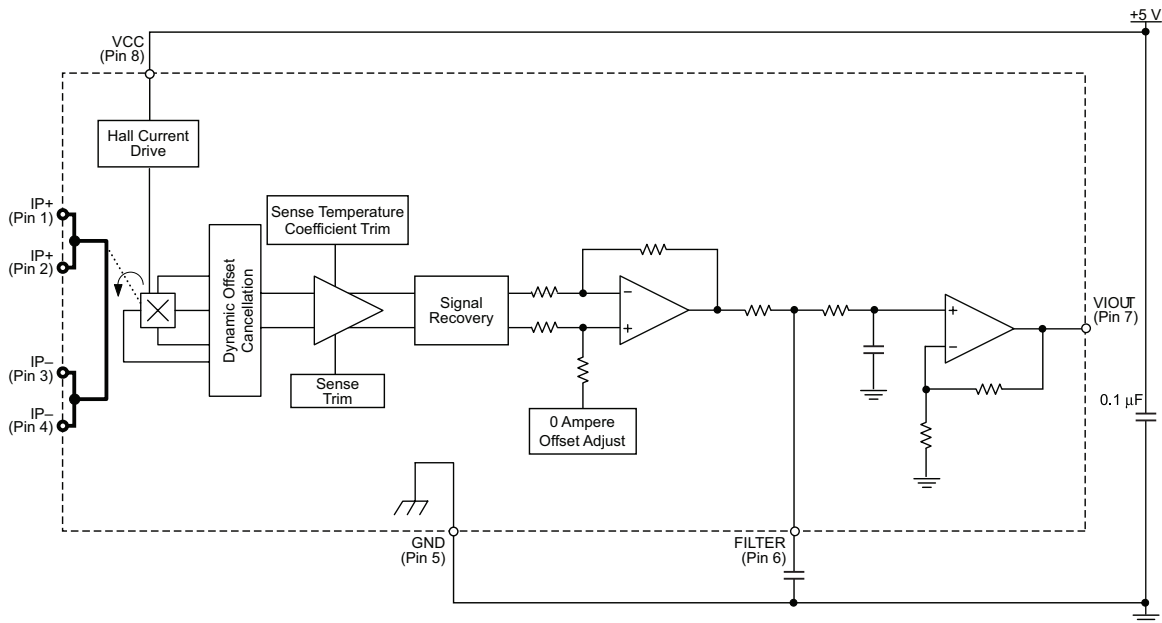 +5 V
VCC
(Pin 8)
Hall Current
Drive
IP+
(Pin 1)
IP+
(Pin 2)
IP–
(Pin 3)
IP–
(Pin 4)
Dynamic Offset
Cancellation
Sense Temperature
Coefficient Trim
Sense
Trim
Signal
Recovery
0 Ampere
Offset Adjust
VIOUT
(Pin 7)
0.1 μF
GND
(Pin 5)
FILTER
(Pin 6)